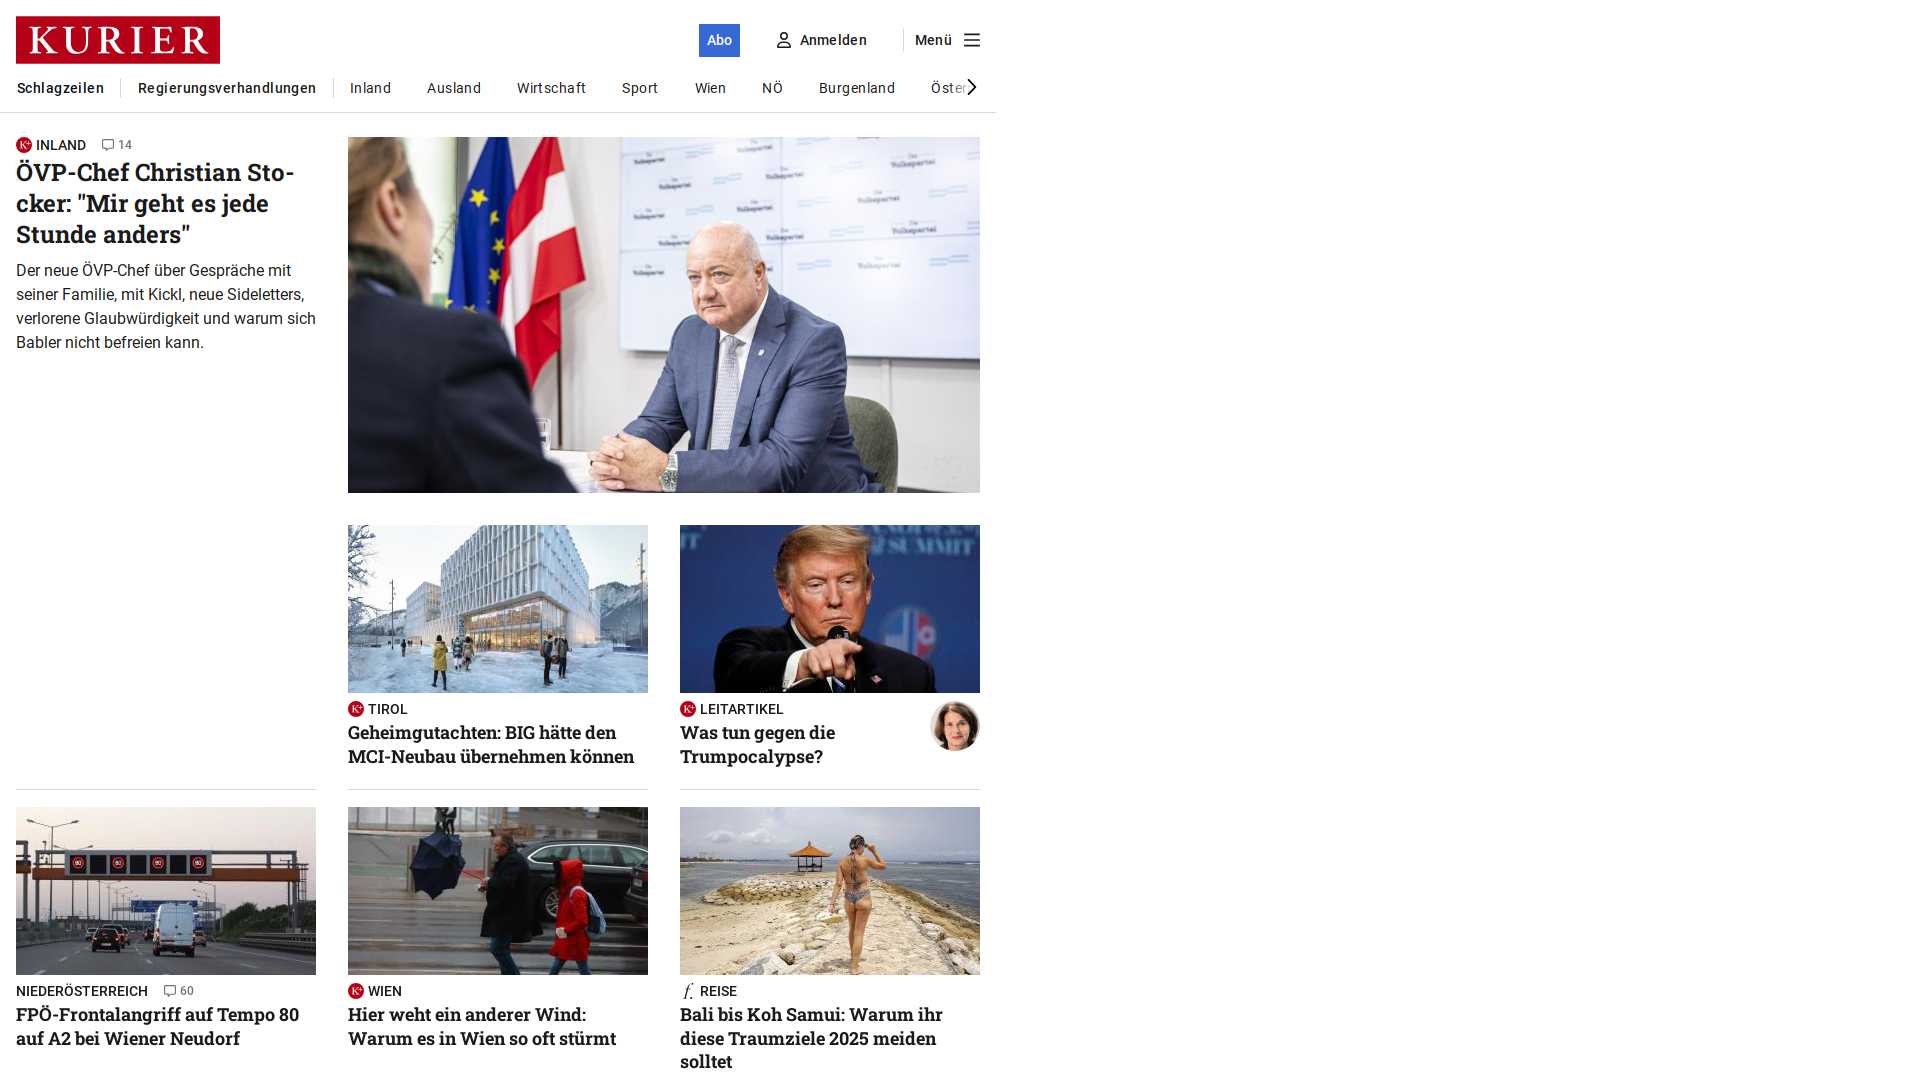 KURIER
Abo
Anmelden
Menü
Schlagzeilen
Regierungsverhandlungen
Inland
Ausland
Wirtschaft
Sport
Wien
NÖ
Burgenland
INLAND
14
ÖVP-Chef Christian Sto-
cker: "Mir geht es jede
Stunde anders"
Der neue ÖVP-Chef über Gespräche mit
seiner Familie, mit Kickl, neue Sideletters,
verlorene Glaubwürdigkeit und warum sich
Babler nicht befreien kann.
SUMMIT
TIROL
Geheimgutachten: BIG hätte den
MCI-Neubau übernehmen können
LEITARTIKEL
Was tun gegen die
Trumpocalypse?
NIEDERÖSTERREICH
60
FPÖ-Frontalangriff auf Tempo 80
auf A2 bei Wiener Neudorf
WIEN
Hier weht ein anderer Wind:
Warum es in Wien so oft stürmt
REISE
Bali bis Koh Samui: Warum ihr
diese Traumziele 2025 meiden
solltet